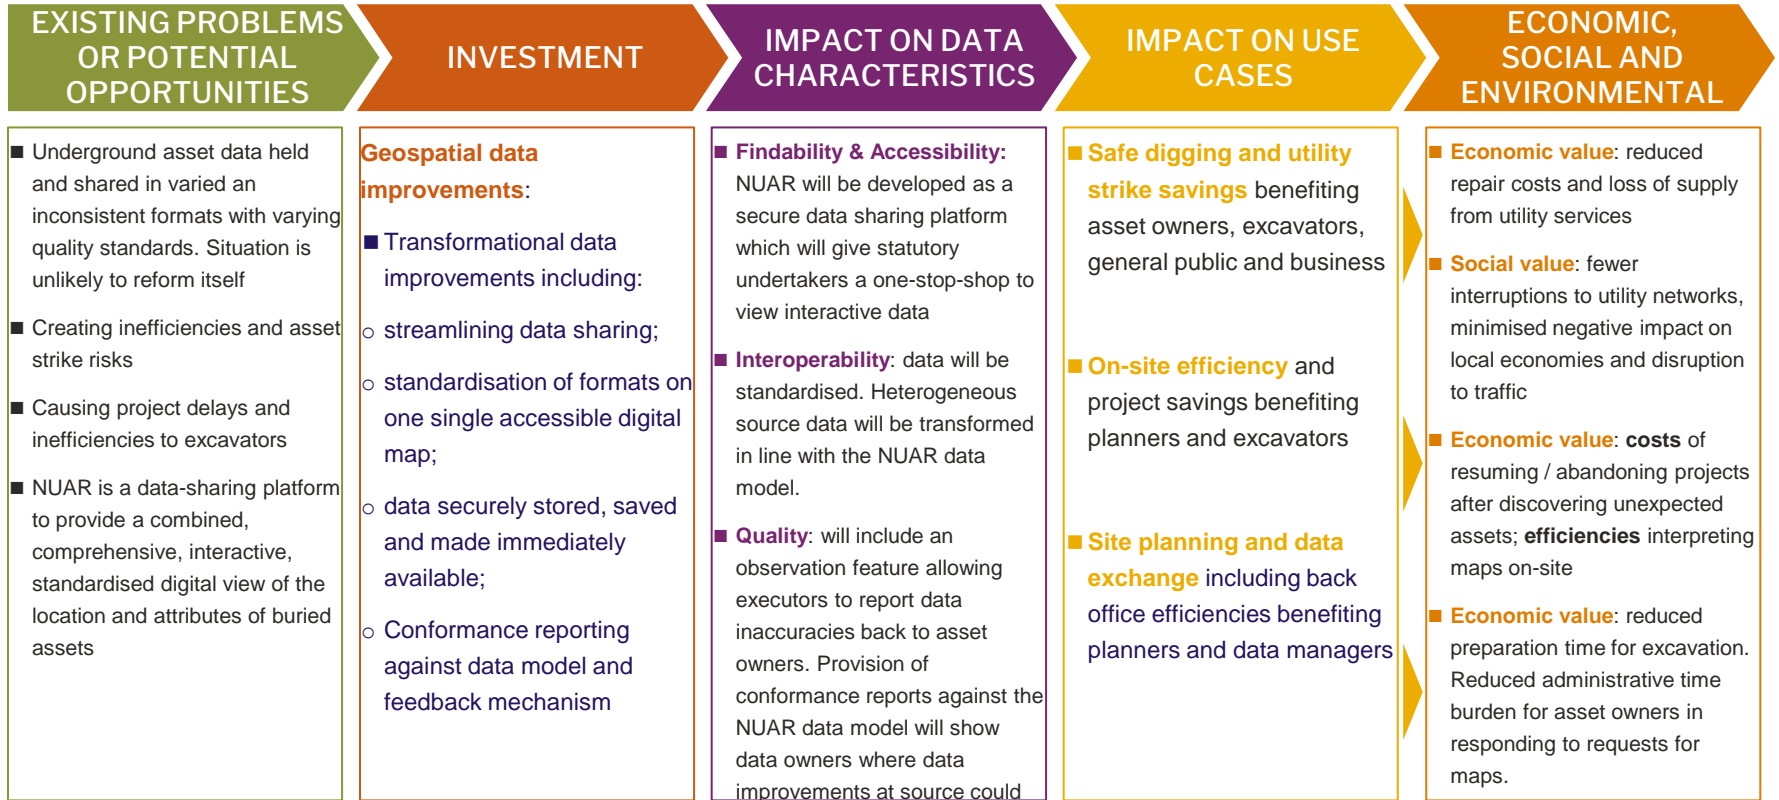 EXISTING PROBLEMS
OR POTENTIAL
OPPORTUNITIES
INVESTMENT
IMPACT ON DATA
CHARACTERISTICS
IMPACT ON USE
CASES
ECONOMIC,
SOCIAL AND
ENVIRONMENTAL
■ Underground asset data held
and shared in varied an
inconsistent formats with varying
quality standards. Situation is
unlikely to reform itself
■ Creating inefficiencies and asset
strike risks
■ Causing project delays and
inefficiencies to excavators
■ NUAR is a data-sharing platform
to provide a combined,
comprehensive, interactive,
standardised digital view of the
location and attributes of buried
assets
Geospatial data
improvements:
■ Transformational data
improvements including:
o streamlining data sharing;
o standardisation of formats on
one single accessible digital
map;
o data securely stored, saved
and made immediately
available;
o Conformance reporting
against data model and
feedback mechanism
■ Findability & Accessibility:
NUAR will be developed as a
secure data sharing platform
which will give statutory
undertakers a one-stop-shop to
view interactive data
■ Interoperability: data will be
standardised. Heterogeneous
source data will be transformed
in line with the NUAR data
model.
■ Quality: will include an
observation feature allowing
executors to report data
inaccuracies back to asset
owners. Provision of
conformance reports against the
NUAR data model will show
data owners where data
improvements at source could
■ Safe digging and utility
strike savings benefiting
asset owners, excavators,
general public and business
■ On-site efficiency and
project savings benefiting
planners and excavators
■ Site planning and data
exchange including back
office efficiencies benefiting
planners and data managers
■ Economic value: reduced
repair costs and loss of supply
from utility services
■ Social value: fewer
interruptions to utility networks,
minimised negative impact on
local economies and disruption
to traffic
■ Economic value: costs of
resuming / abandoning projects
after discovering unexpected
assets; efficiencies interpreting
maps on-site
■ Economic value: reduced
preparation time for excavation.
Reduced administrative time
burden for asset owners in
responding to requests for
maps.